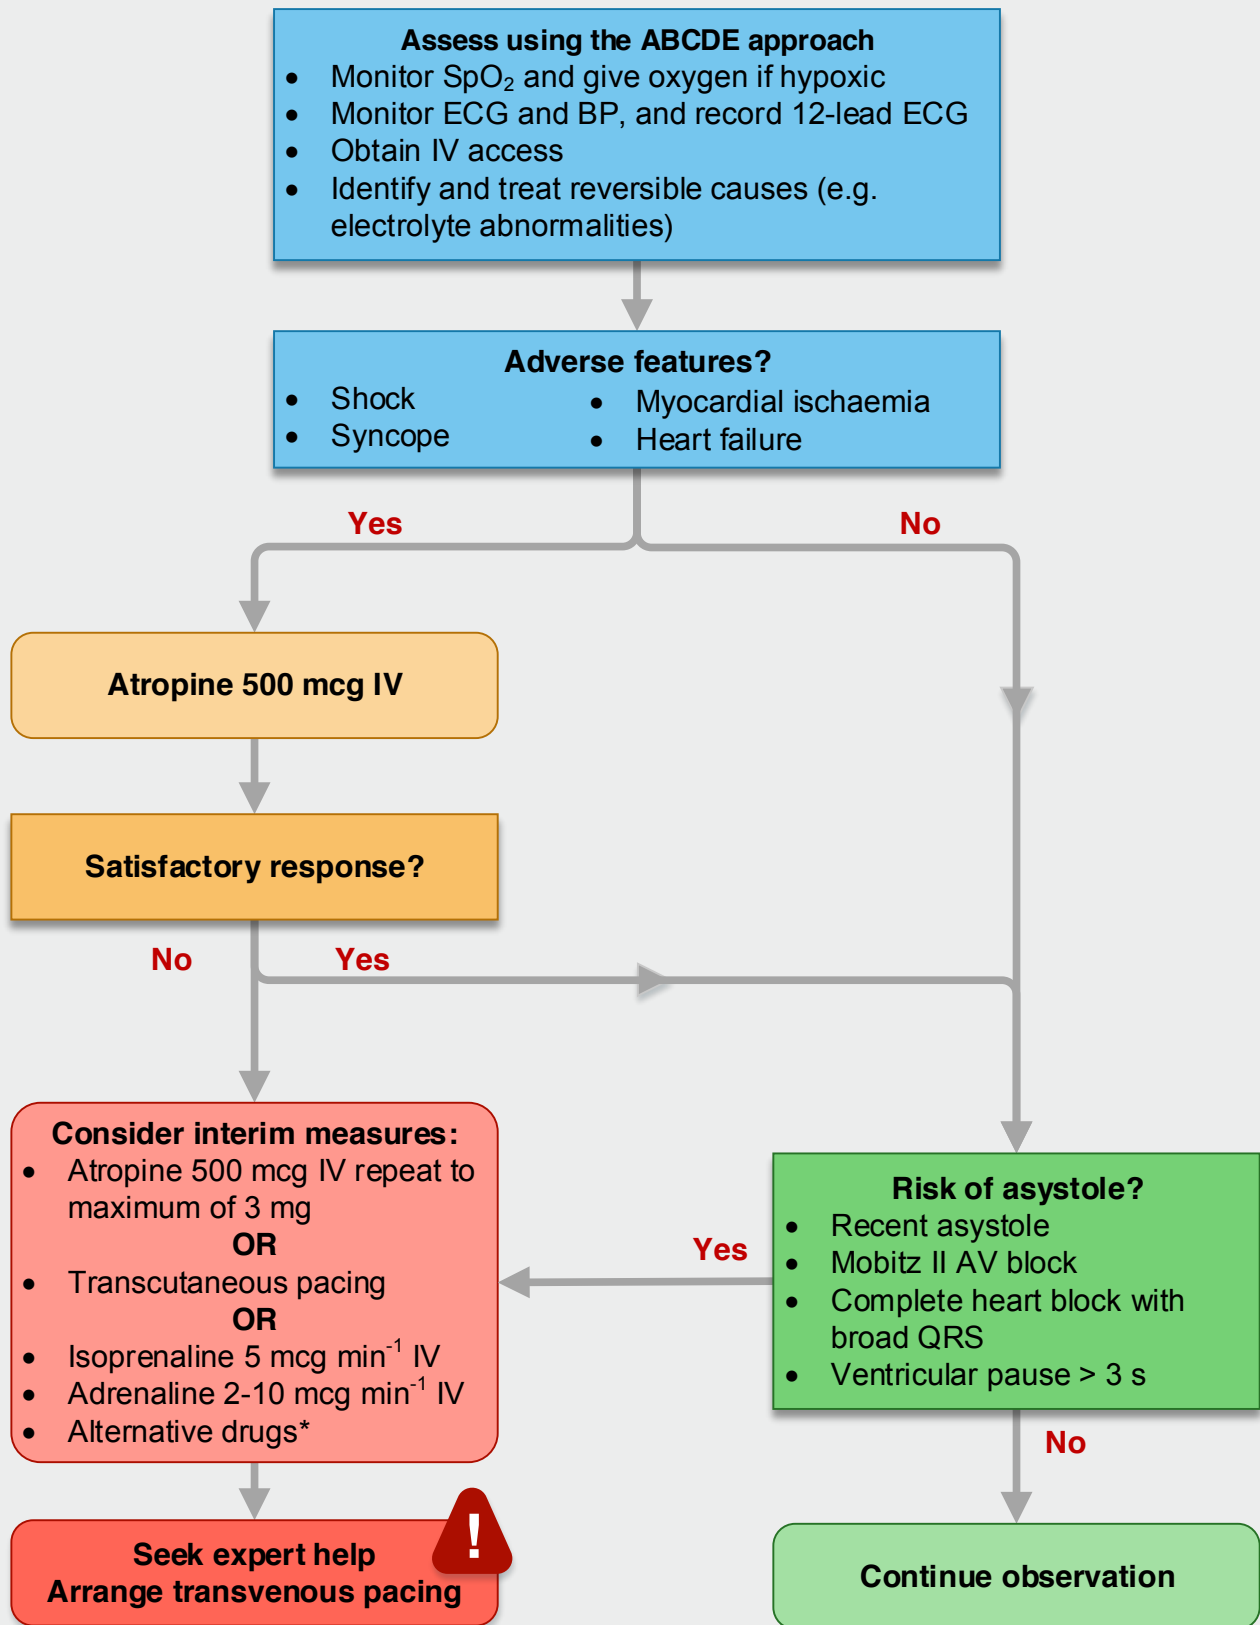 Assess using the ABCDE approach
• Monitor SpO₂ and give oxygen if hypoxic
• Monitor ECG and BP, and record 12-lead ECG
• Obtain IV access
• Identify and treat reversible causes (e.g.
electrolyte abnormalities)
Adverse features?
• Shock
• Syncope
• Myocardial ischaemia
• Heart failure
Yes
No
Atropine 500 mcg IV
Satisfactory response?
No
Yes
Consider interim measures:
• Atropine 500 mcg IV repeat to
maximum of 3 mg
OR
• Transcutaneous pacing
OR
• Isoprenaline 5 mcg min⁻¹ IV
• Adrenaline 2-10 mcg min⁻¹ IV
• Alternative drugs*
Yes
Risk of asystole?
• Recent asystole
• Mobitz II AV block
• Complete heart block with
broad QRS
• Ventricular pause > 3 s
No
!
Seek expert help
Arrange transvenous pacing
Continue observation